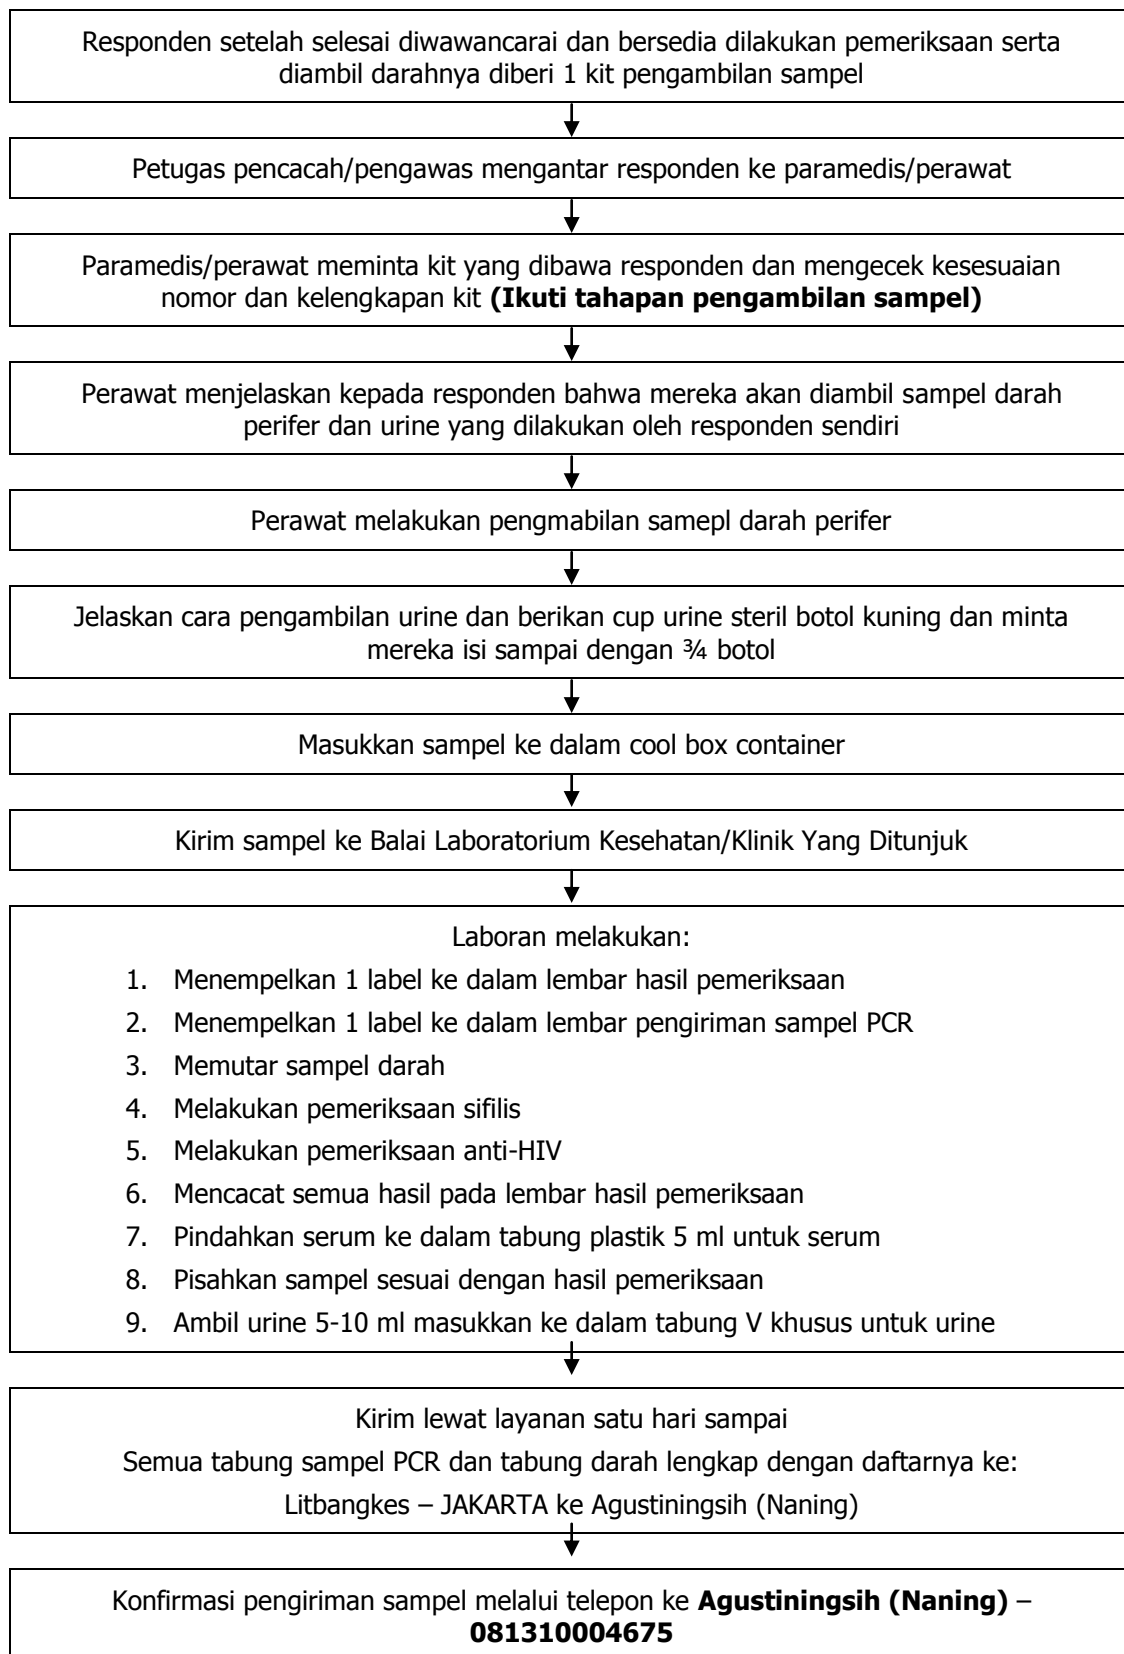 Responden setelah selesai diwawancarai dan bersedia dilakukan pemeriksaan serta
diambil darahnya diberi 1 kit pengambilan sampel
Petugas pencacah/pengawas mengantar responden ke paramedis/perawat
Paramedis/perawat meminta kit yang dibawa responden dan mengecek kesesuaian
nomor dan kelengkapan kit (Ikuti tahapan pengambilan sampel)
Perawat menjelaskan kepada responden bahwa mereka akan diambil sampel darah
perifer dan urine yang dilakukan oleh responden sendiri
Perawat melakukan pengmabilan samepl darah perifer
Jelaskan cara pengambilan urine dan berikan cup urine steril botol kuning dan minta
mereka isi sampai dengan ¾ botol
Masukkan sampel ke dalam cool box container
Kirim sampel ke Balai Laboratorium Kesehatan/Klinik Yang Ditunjuk
Laboran melakukan:
1. Menempelkan 1 label ke dalam lembar hasil pemeriksaan
2. Menempelkan 1 label ke dalam lembar pengiriman sampel PCR
3. Memutar sampel darah
4. Melakukan pemeriksaan sifilis
5. Melakukan pemeriksaan anti-HIV
6. Mencacat semua hasil pada lembar hasil pemeriksaan
7. Pindahkan serum ke dalam tabung plastik 5 ml untuk serum
8. Pisahkan sampel sesuai dengan hasil pemeriksaan
9. Ambil urine 5-10 ml masukkan ke dalam tabung V khusus untuk urine
Kirim lewat layanan satu hari sampai
Semua tabung sampel PCR dan tabung darah lengkap dengan daftarnya ke:
Litbangkes – JAKARTA ke Agustiningsih (Naning)
Konfirmasi pengiriman sampel melalui telepon ke Agustiningsih (Naning) –
081310004675